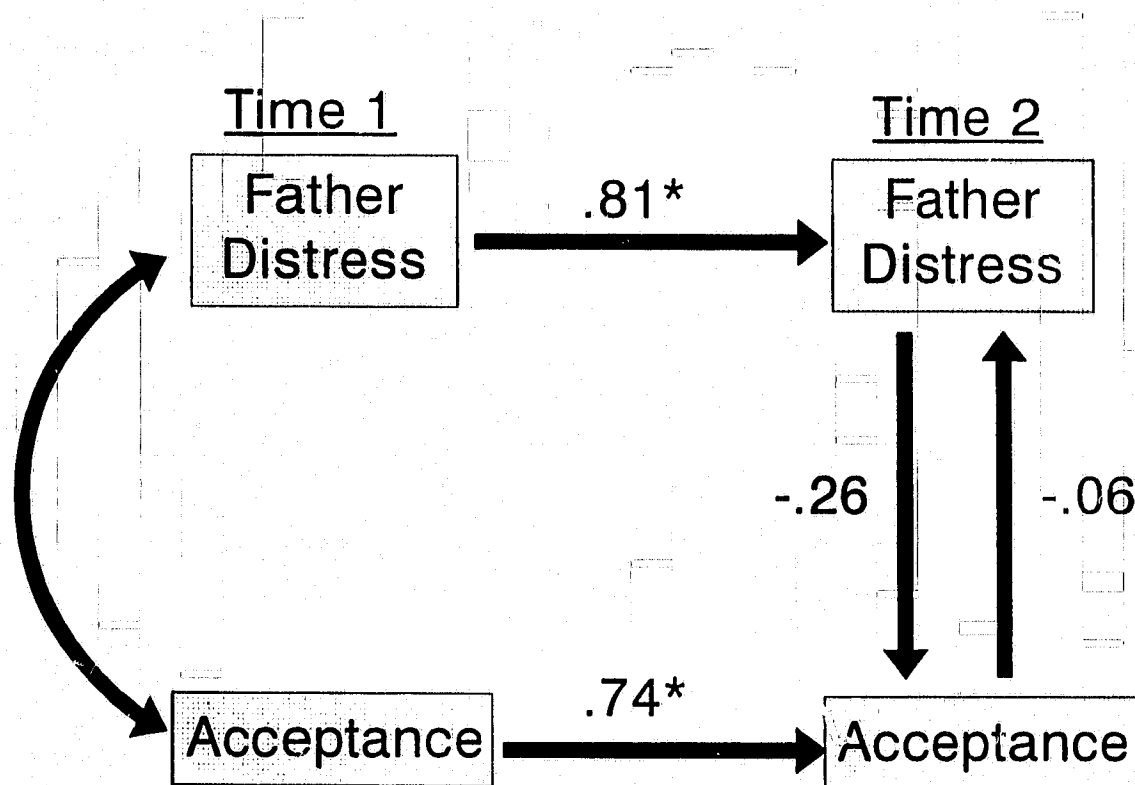 Time 1
Time 2
Father
Distress
.81*
Father
Distress
-.26
-.06
Acceptance
.74*
Acceptance